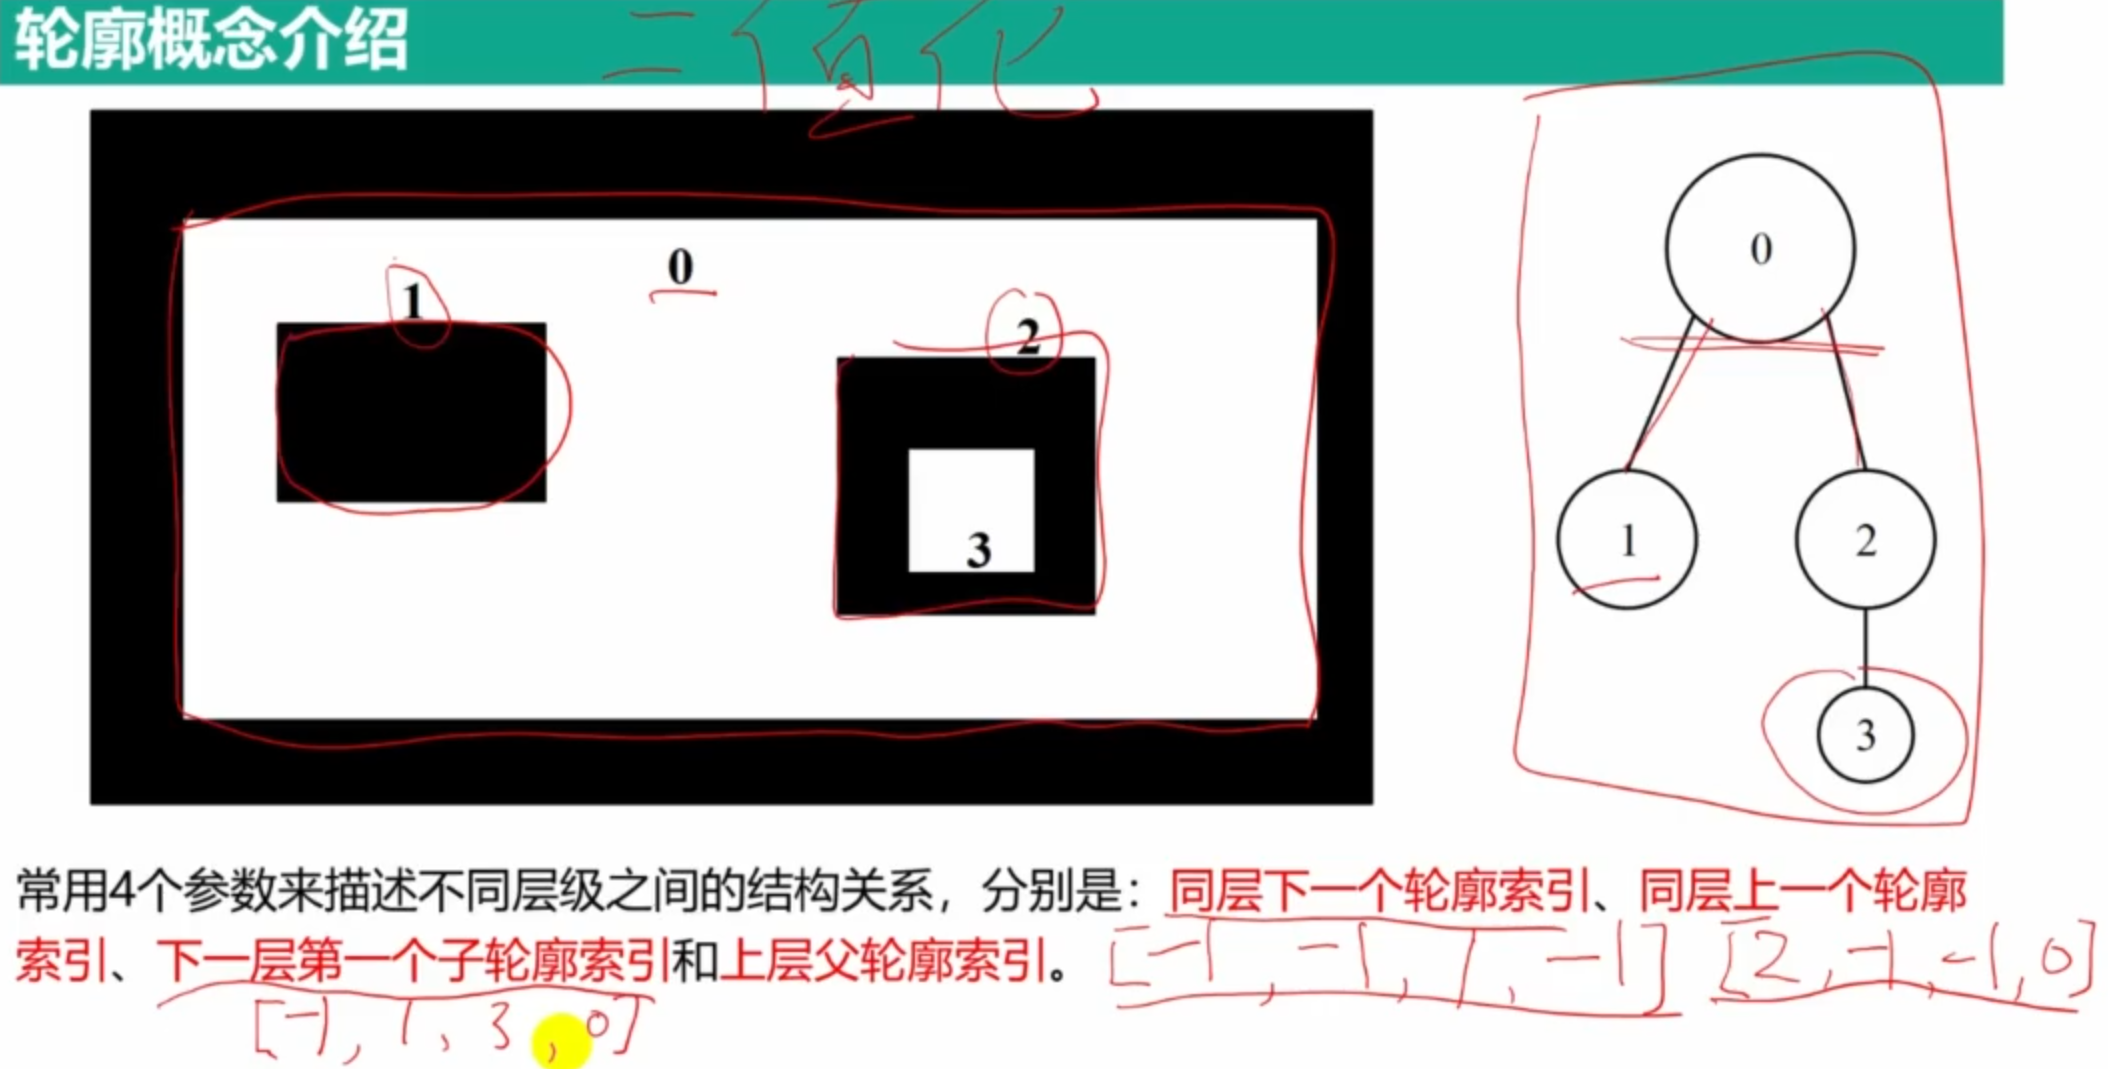 轮廓概念介绍
二值化
0
1
2
3
0
1
2
3
常用4个参数来描述不同层级之间的结构关系，分别是：同层下一个轮廓索引、同层上一个轮廓
索引、下一层第一个子轮廓索引和上层父轮廓索引。
[-1, -1, 1, -1] [2, -1, -1, 0]
[-1, 1, 3, 0]